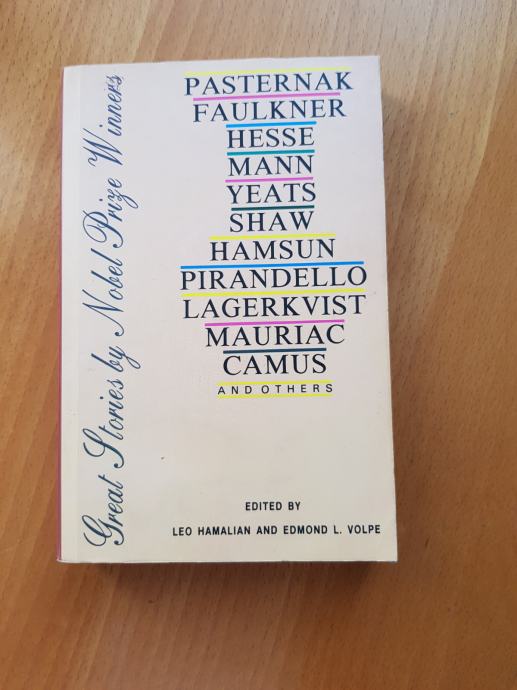 Great Stories by Nobel Prize Winners
PASTERNAK
FAULKNER
HESSE
MANN
YEATS
SHAW
HAMSUN
PIRANDELLO
LAGERKVIST
MAURIAC
CAMUS
AND OTHERS
EDITED BY
LEO HAMALIAN AND EDMOND L. VOLPE